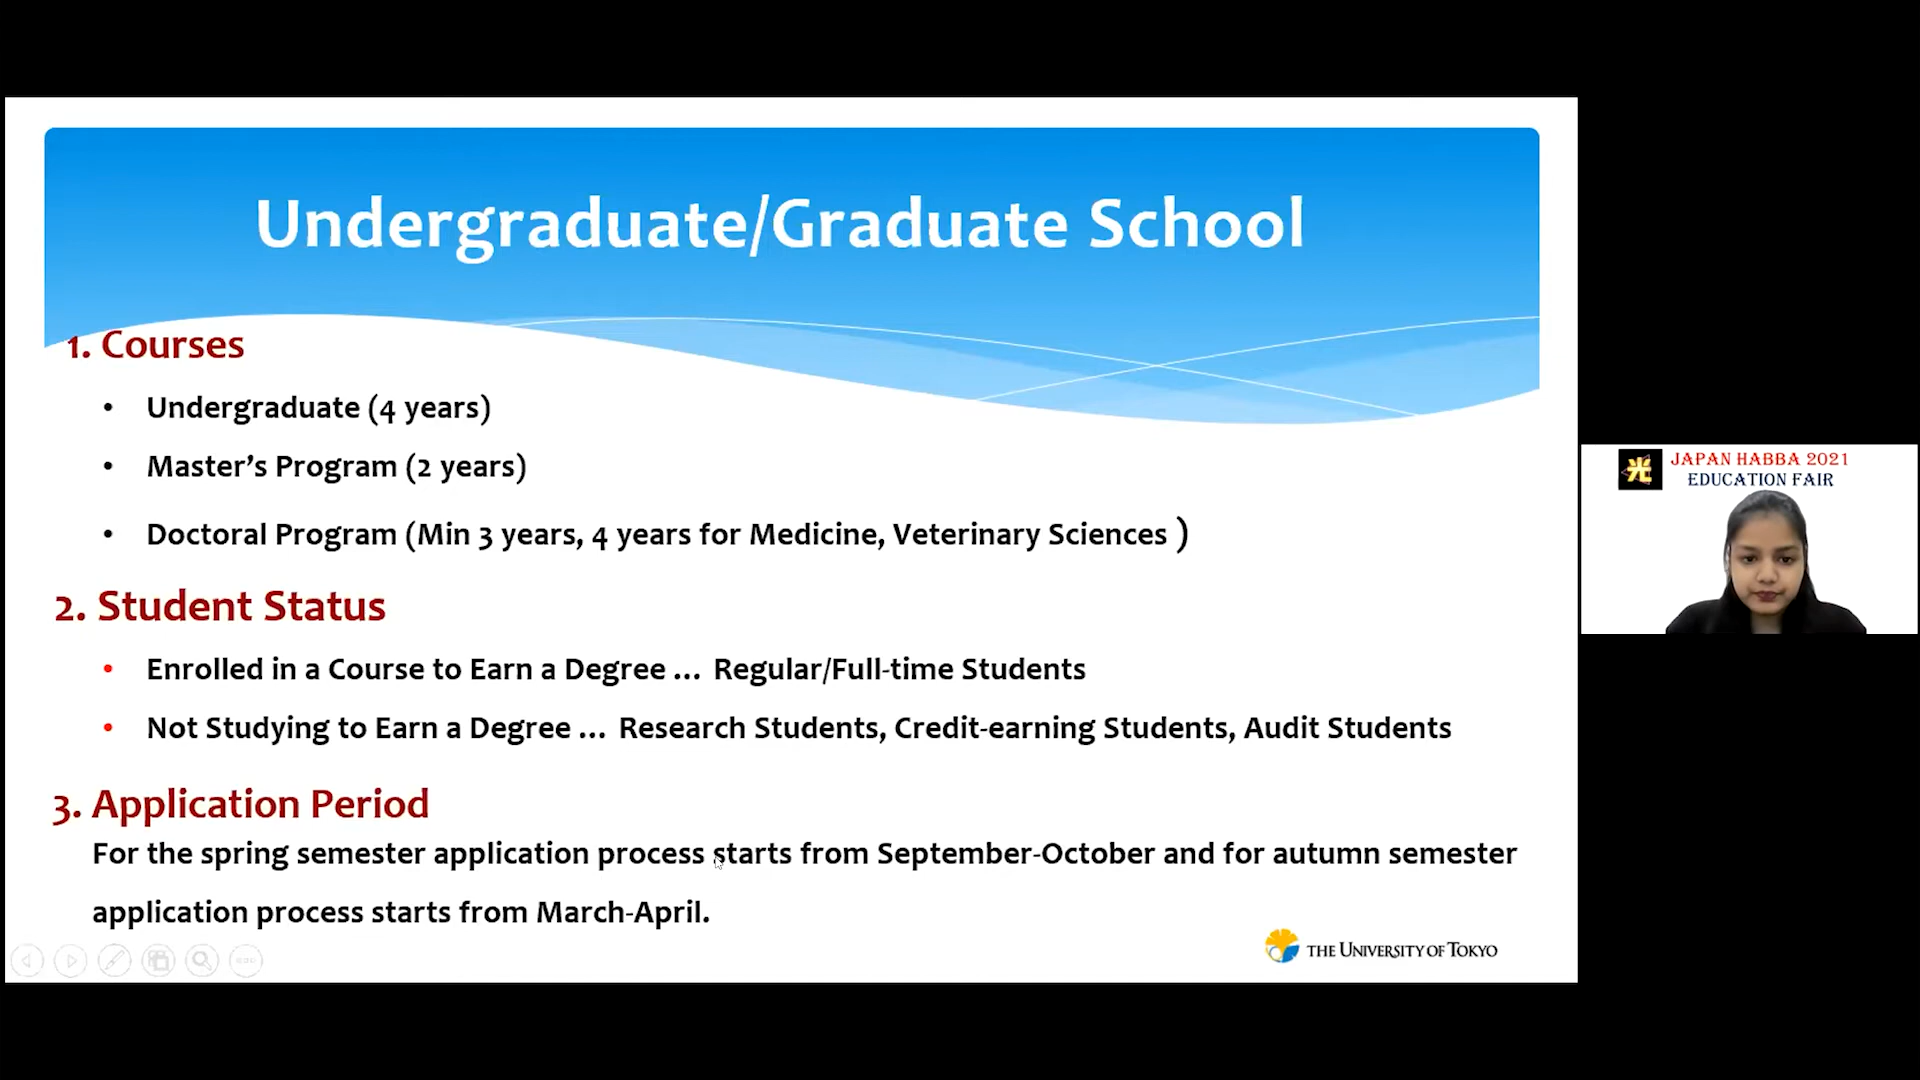 Undergraduate/Graduate School
1. Courses
• Undergraduate (4 years)
• Master's Program (2 years)
• Doctoral Program (Min 3 years, 4 years for Medicine, Veterinary Sciences )
2. Student Status
• Enrolled in a Course to Earn a Degree ... Regular/Full-time Students
• Not Studying to Earn a Degree ... Research Students, Credit-earning Students, Audit Students
3. Application Period
For the spring semester application process starts from September-October and for autumn semester
application process starts from March-April.
THE UNIVERSITY OF TOKYO
光
JAPAN HABBA 2021
EDUCATION FAIR